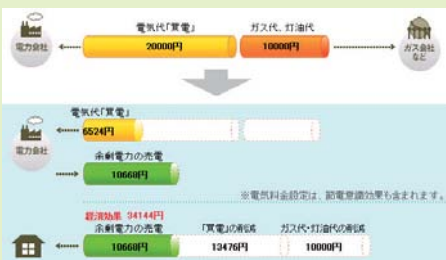 電気代「買電」
ガス代、灯油代
電力会社
20000円
10000円
ガス会社
など
電気代「買電」
電力会社
6524円
余剰電力の売電
10668円
※電気料金設定は、節電意識効果も含まれます。
経済効果 34144円
余剰電力の売電
「買電」の削減
ガス代・灯油代の削減
10668円
13476円
10000円